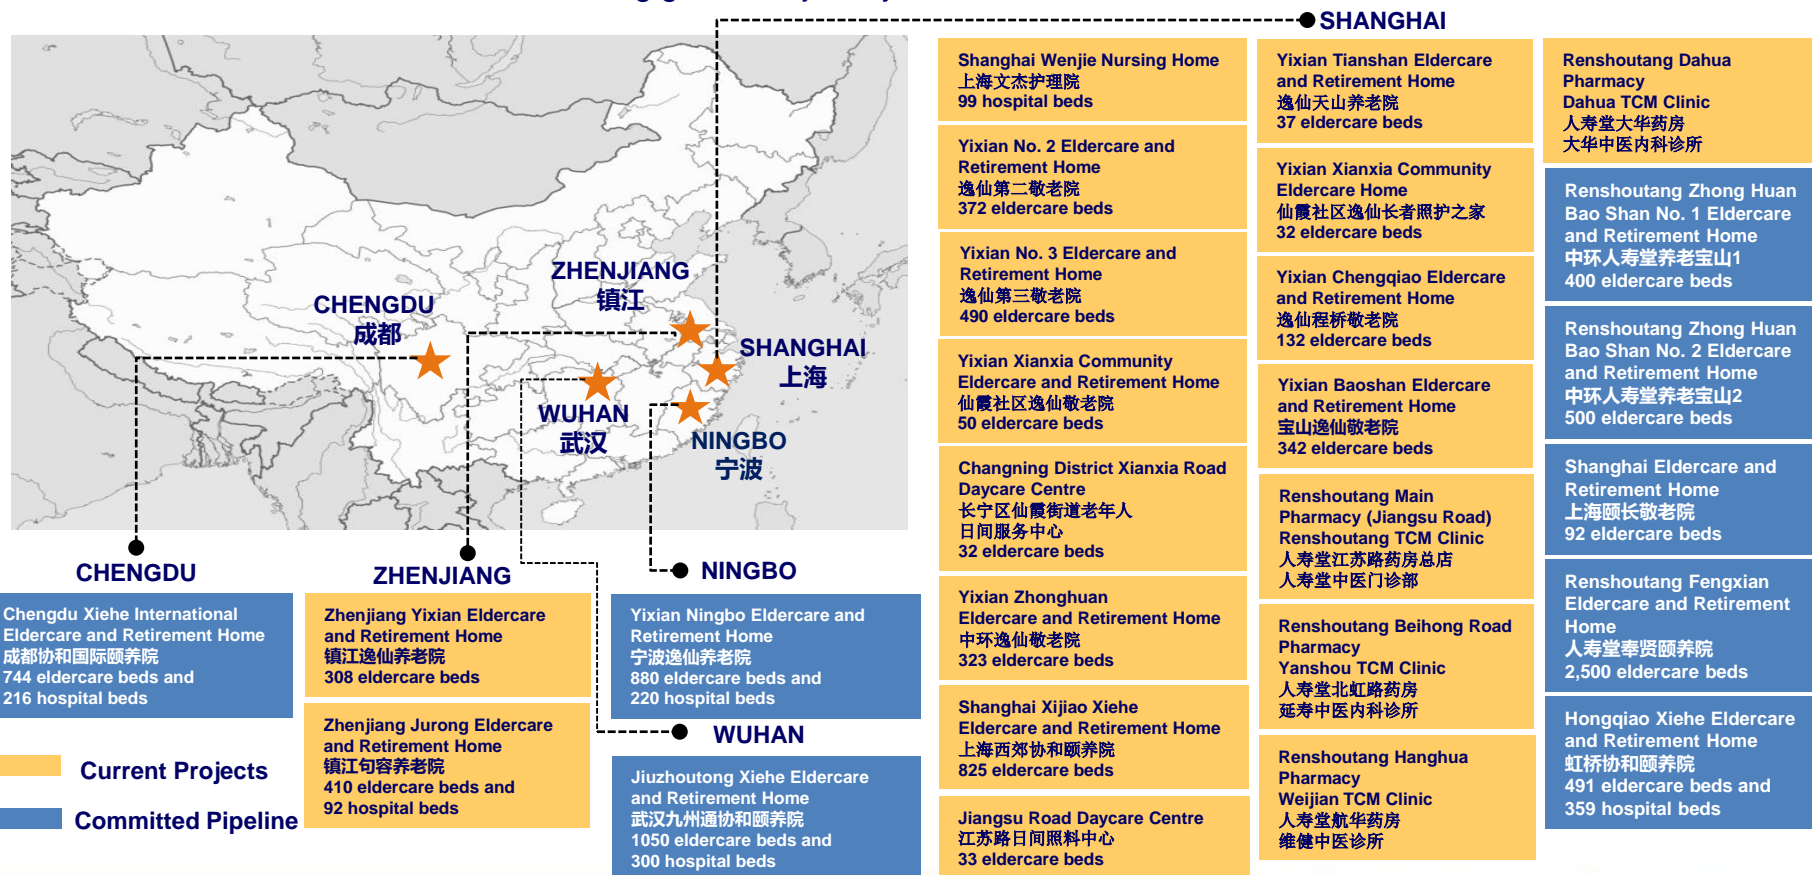 SHANGHAI
CHENGDU
成都
ZHENJIANG
镇江
SHANGHAI
上海
WUHAN
武汉
NINGBO
宁波
CHENGDU
Chengdu Xiehe International
Eldercare and Retirement Home
成都协和国际颐养院
744 eldercare beds and
216 hospital beds
ZHENJIANG
Zhenjiang Yixian Eldercare
and Retirement Home
镇江逸仙养老院
308 eldercare beds
Zhenjiang Jurong Eldercare
and Retirement Home
镇江句容养老院
410 eldercare beds and
92 hospital beds
NINGBO
Yixian Ningbo Eldercare and
Retirement Home
宁波逸仙养老院
880 eldercare beds and
220 hospital beds
WUHAN
Jiuzhoutong Xiehe Eldercare
and Retirement Home
武汉九州通协和颐养院
1050 eldercare beds and
300 hospital beds
Current Projects
Committed Pipeline
Shanghai Wenjie Nursing Home
上海文杰护理院
99 hospital beds
Yixian No. 2 Eldercare and
Retirement Home
逸仙第二敬老院
372 eldercare beds
Yixian No. 3 Eldercare and
Retirement Home
逸仙第三敬老院
490 eldercare beds
Yixian Xianxia Community
Eldercare and Retirement Home
仙霞社区逸仙敬老院
50 eldercare beds
Changning District Xianxia Road
Daycare Centre
长宁区仙霞街道老年人
日间服务中心
32 eldercare beds
Yixian Zhonghuan
Eldercare and Retirement Home
中环逸仙敬老院
323 eldercare beds
Shanghai Xijiao Xiehe
Eldercare and Retirement Home
上海西郊协和颐养院
825 eldercare beds
Jiangsu Road Daycare Centre
江苏路日间照料中心
33 eldercare beds
Yixian Tianshan Eldercare
and Retirement Home
逸仙天山养老院
37 eldercare beds
Yixian Xianxia Community
Eldercare Home
仙霞社区逸仙长者照护之家
32 eldercare beds
Yixian Chengqiao Eldercare
and Retirement Home
逸仙程桥敬老院
132 eldercare beds
Yixian Baoshan Eldercare
and Retirement Home
宝山逸仙敬老院
342 eldercare beds
Renshoutang Main
Pharmacy (Jiangsu Road)
Renshoutang TCM Clinic
人寿堂江苏路药房总店
人寿堂中医门诊部
Renshoutang Beihong Road
Pharmacy
Yanshou TCM Clinic
人寿堂北虹路药房
延寿中医内科诊所
Renshoutang Hanghua
Pharmacy
Weijian TCM Clinic
人寿堂航华药房
维健中医诊所
Renshoutang Dahua
Pharmacy
Dahua TCM Clinic
人寿堂大华药房
大华中医内科诊所
Renshoutang Zhong Huan
Bao Shan No. 1 Eldercare
and Retirement Home
中环人寿堂养老宝山1
400 eldercare beds
Renshoutang Zhong Huan
Bao Shan No. 2 Eldercare
and Retirement Home
中环人寿堂养老宝山2
500 eldercare beds
Shanghai Eldercare and
Retirement Home
上海颐长敬老院
92 eldercare beds
Renshoutang Fengxian
Eldercare and Retirement
Home
人寿堂奉贤颐养院
2,500 eldercare beds
Hongqiao Xiehe Eldercare
and Retirement Home
虹桥协和颐养院
491 eldercare beds and
359 hospital beds